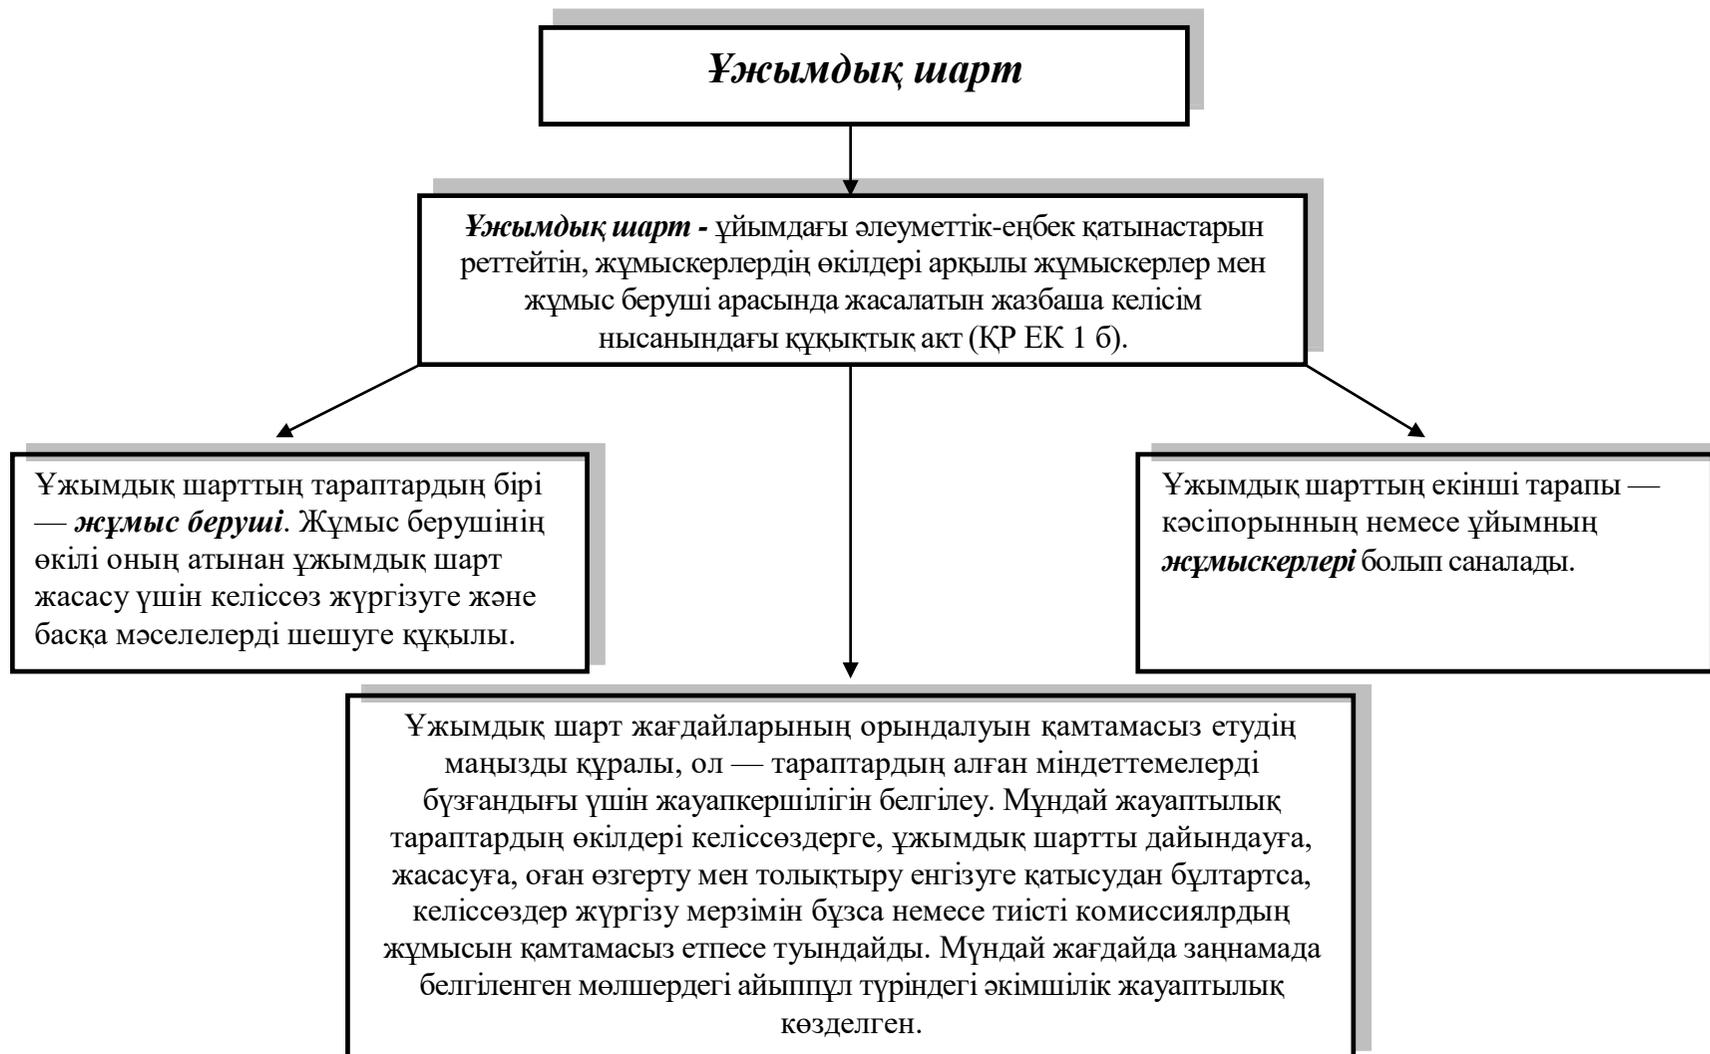 Ұжымдық шарт
Ұжымдық шарт - ұйымдағы әлеуметтік-еңбек қатынастарын
реттейтін, жұмыскерлердің өкілдері арқылы жұмыскерлер мен
жұмыс беруші арасында жасалатын жазбаша келісім
нысанындағы құқықтық акт (ҚР ЕК 1 б).
Ұжымдық шарттың тараптардың бірі
— жұмыс беруші. Жұмыс берушінің
өкілі оның атынан ұжымдық шарт
жасасу үшін келіссөз жүргізуге және
басқа мәселелерді шешуге құқылы.
Ұжымдық шарттың екінші тарапы —
кәсіпорынның немесе ұйымның
жұмыскерлері болып саналады.
Ұжымдық шарт жағдайларының орындалуын қамтамасыз етудің
маңызды құралы, ол — тараптардың алған міндеттемелерді
бүзғандығы үшін жауапкершілігін белгілеу. Мұндай жауаптылық
тараптардың өкілдері келіссөздерге, ұжымдық шартты дайындауға,
жасасуға, оған өзгерту мен толықтыру енгізуге қатысудан бұлтартса,
келіссөздер жүргізу мерзімін бұзса немесе тиісті комиссиялрдың
жұмысын қамтамасыз етпесе туындайды. Мүндай жағдайда заңнамада
белгіленген мөлшердегі айыппұл түріндегі әкімшілік жауаптылық
көзделген.